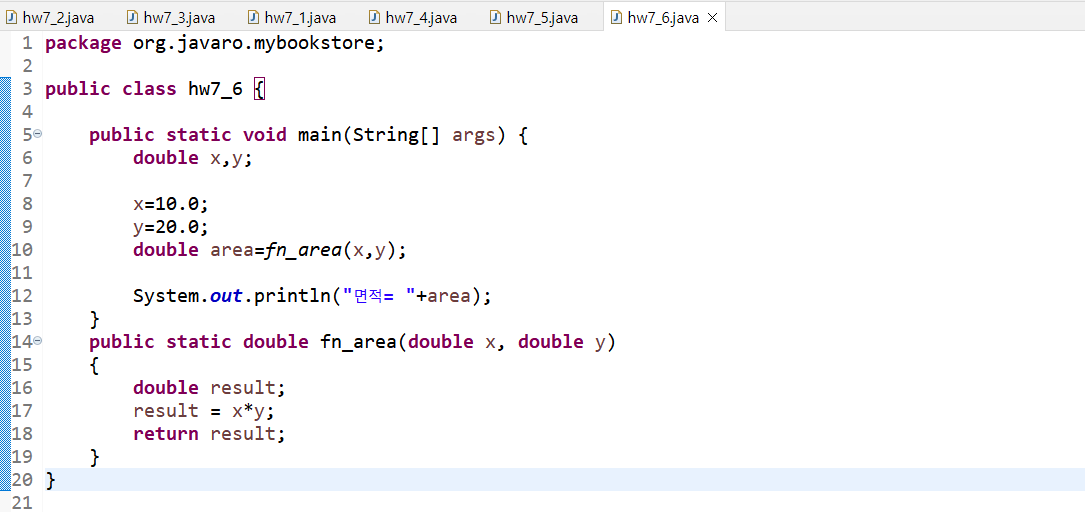 hw7_2.java hw7_3.java hw7_1.java hw7_4.java hw7_5.java hw7_6.java
1 package org.javaro.mybookstore;
2
3 public class hw7_6 {
4
5 public static void main(String[] args) {
6 double x,y;
7
8 x=10.0;
9 y=20.0;
10 double area=fn_area(x,y);
11
12 System.out.println("면적= "+area);
13 }
14 public static double fn_area(double x, double y)
15 {
16 double result;
17 result = x*y;
18 return result;
19 }
20 }
21